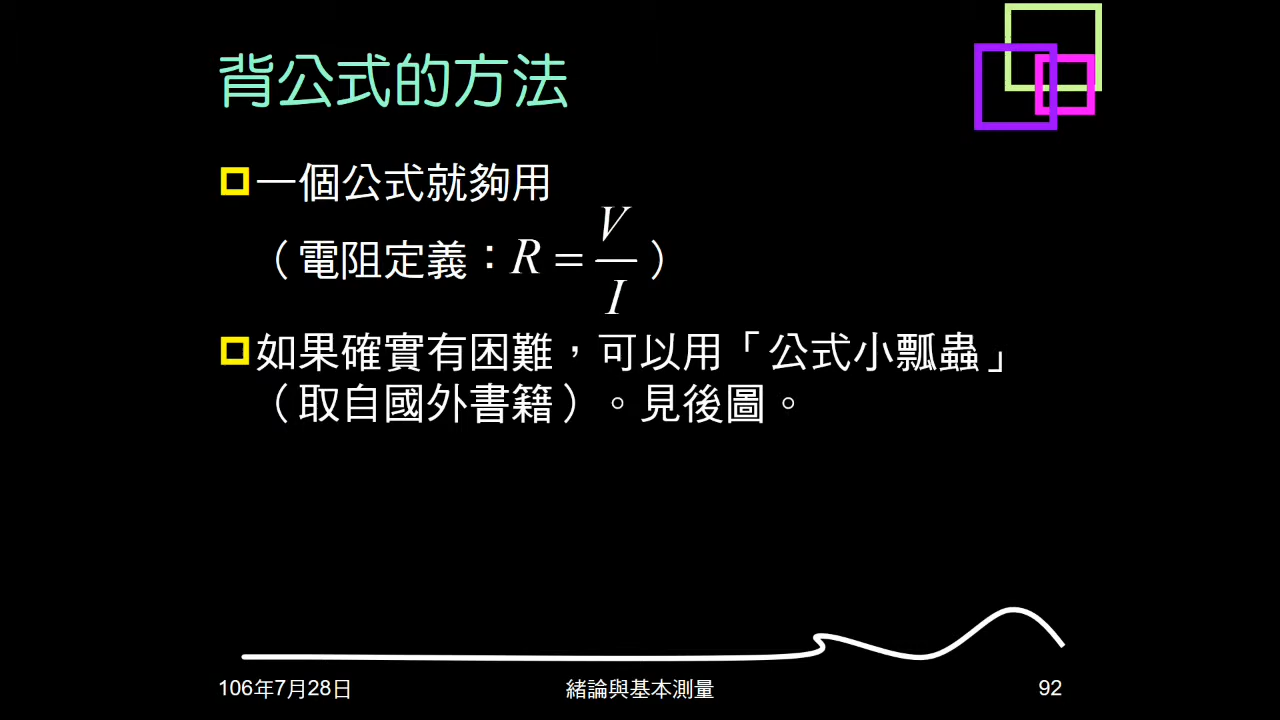 背公式的方法
一個公式就夠用
（電阻定義：R = V/I）
如果確實有困難，可以用「公式小瓢蟲」
（取自國外書籍）。見後圖。
106年7月28日 緒論與基本測量 92